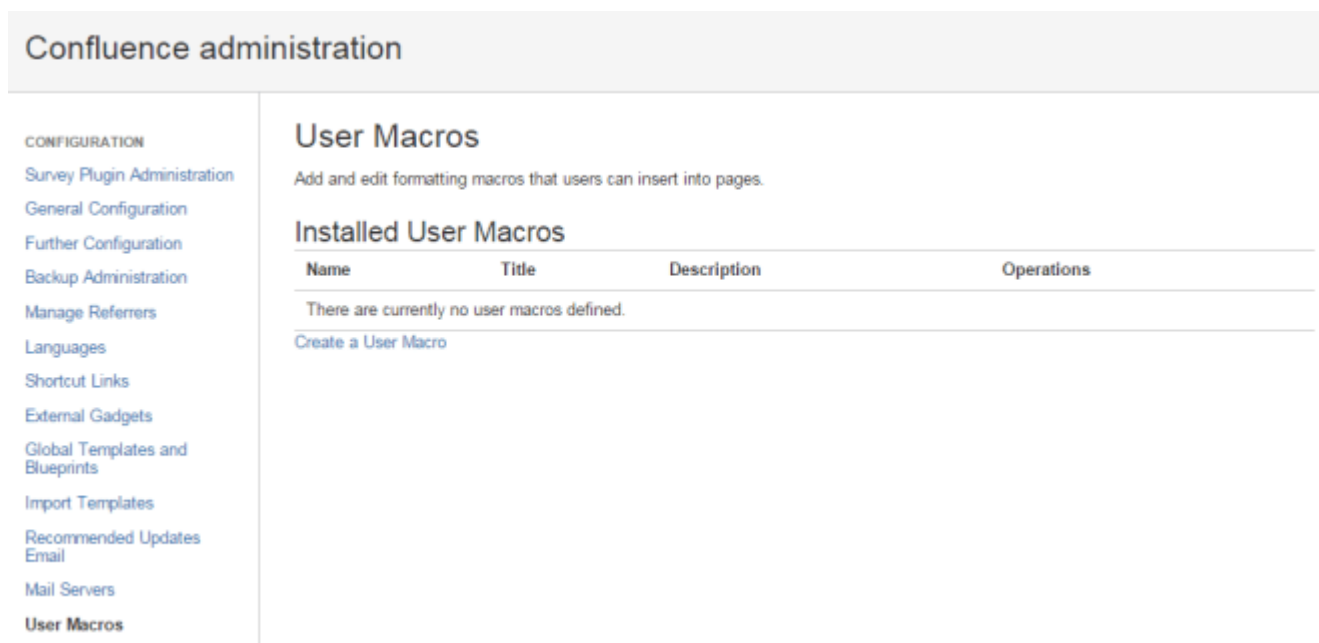 Confluence administration
CONFIGURATION
Survey Plugin Administration
General Configuration
Further Configuration
Backup Administration
Manage Referrers
Languages
Shortcut Links
External Gadgets
Global Templates and
Blueprints
Import Templates
Recommended Updates
Email
Mail Servers
User Macros
User Macros
Add and edit formatting macros that users can insert into pages.
Installed User Macros
Name Title Description Operations
There are currently no user macros defined.
Create a User Macro